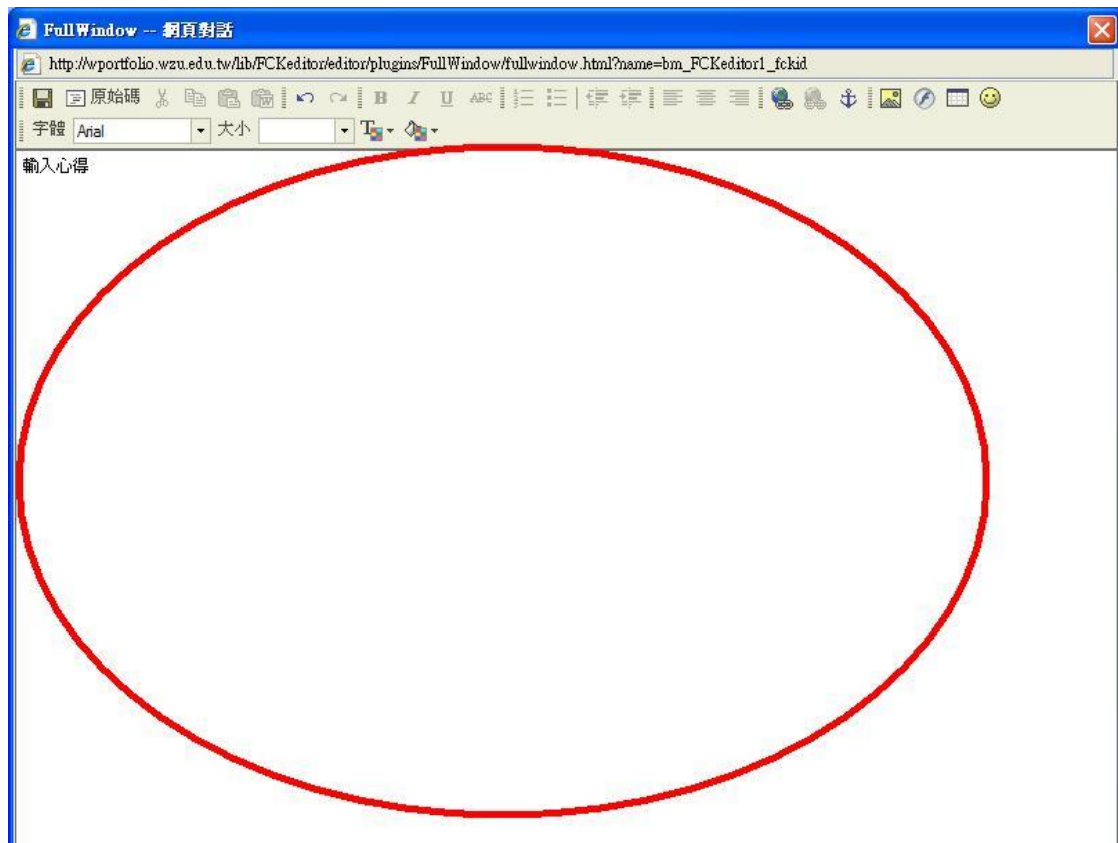 FullWindow -- 網頁對話
http://wportfolio.wzu.edu.tw/lib/FCKeditor/editor/plugins/FullWindow/fullwindow.html?name=bm_FCKeditor1_fckid
原始碼 B I U ABC
字體 Arial 大小
輸入心得